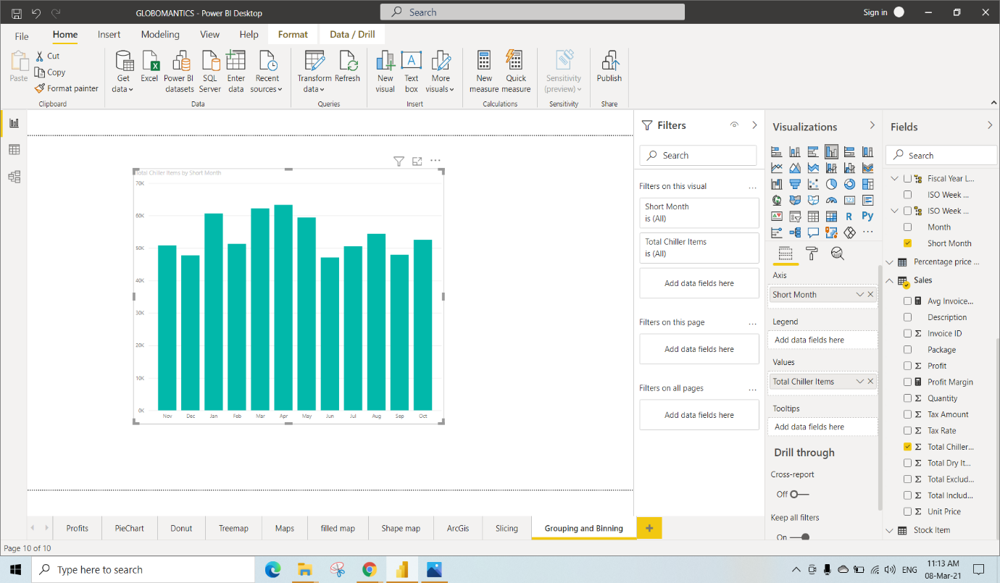 GLOBOMANTICS - Power BI Desktop
Search
Sign in
File
Home
Insert
Modeling
View
Help
Format
Data / Drill
Paste
Cut
Copy
Format painter
Clipboard
Get
data
Excel
Power BI
datasets
SQL
Server
Enter
data
Recent
sources
Data
Transform
data
Refresh
Queries
New
visual
Text
box
More
visuals
Insert
New
measure
Quick
measure
Calculations
Sensitivity
(preview)
Sensitivity
Publish
Share
Total Chiller Items by Short Month
70K
60K
50K
40K
30K
20K
10K
0K
Nov Dec Jan Feb Mar Apr May Jun Jul Aug Sep Oct
Filters
Search
Filters on this visual
...
Short Month
is (All)
Total Chiller Items
is (All)
Add data fields here
Filters on this page
...
Add data fields here
Filters on all pages
...
Add data fields here
Visualizations
123
R
Py
...
Axis
Short Month
Legend
Add data fields here
Values
Total Chiller Items
Tooltips
Add data fields here
Drill through
Cross-report
Off
Keep all filters
On
Fields
Search
Fiscal Year L...
ISO Week ...
ISO Week ...
Month
Short Month
Percentage price ...
Sales
Avg Invoice...
Description
Σ Invoice ID
Package
Σ Profit
Profit Margin
Σ Quantity
Σ Tax Amount
Σ Tax Rate
Σ Total Chiller...
Σ Total Dry It...
Σ Total Exclud...
Σ Total Includ...
Σ Unit Price
Stock Item
Profits
PieChart
Donut
Treemap
Maps
filled map
Shape map
ArcGis
Slicing
Grouping and Binning
+
Page 10 of 10
Type here to search
ENG
11:13 AM
08-Mar-21